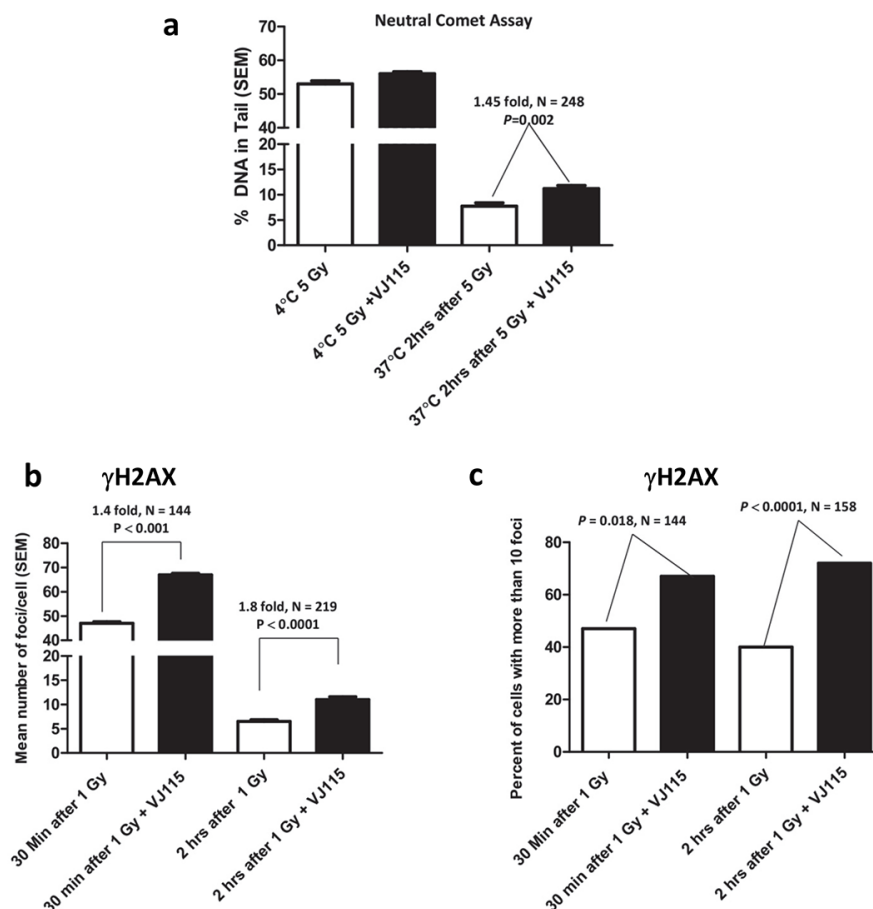 a
Neutral Comet Assay
% DNA in Tail (SEM)
60
50
40
20
15
10
5
0
1.45 fold, N = 248
P=0.002
4°C 5 Gy
4°C 5 Gy +VJ115
37°C 2hrs after 5 Gy
37°C 2hrs after 5 Gy + VJ115
b
γH2AX
1.4 fold, N = 144
P < 0.001
Mean number of foci/cell (SEM)
80
70
60
50
40
20
15
10
5
0
1.8 fold, N = 219
P < 0.0001
30 Min after 1 Gy
30 min after 1 Gy + VJ115
2 hrs after 1 Gy
2 hrs after 1 Gy + VJ115
c
γH2AX
P = 0.018, N = 144
P < 0.0001, N = 158
Percent of cells with more than 10 foci
80
60
40
20
0
30 Min after 1 Gy
30 min after 1 Gy + VJ115
2 hrs after 1 Gy
2 hrs after 1 Gy + VJ115